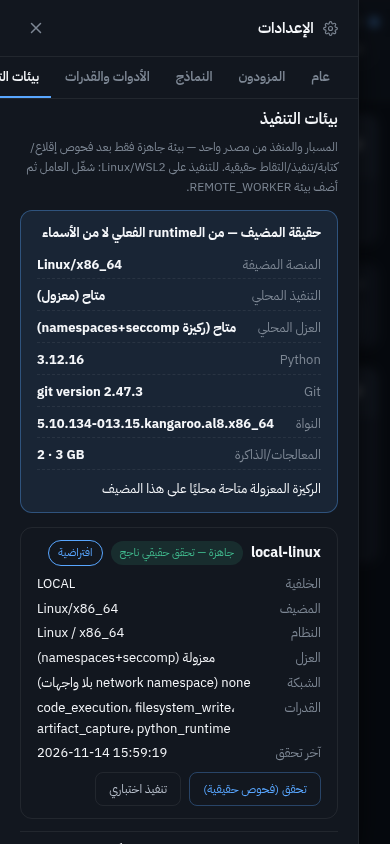 الإعدادات
عام المزودون النماذج الأدوات والقدرات بيئات الت
بيئات التنفيذ
المسبار والمنفذ من مصدر واحد — بيئة جاهزة فقط بعد فحوص إقلاع/
كتابة/تنفيذ/التقاط حقيقية. للتنفيذ على Linux/WSL2: شغّل العامل ثم
أضف بيئة REMOTE_WORKER.
حقيقة المضيف — من الـruntime الفعلي لا من الأسماء
المنصة المضيفة Linux/x86_64
التنفيذ المحلي متاح (معزول)
العزل المحلي متاح (ركيزة namespaces+seccomp)
Python 3.12.16
Git git version 2.47.3
النواة 5.10.134-013.15.kangaroo.al8.x86_64
المعالجات/الذاكرة 2 · 3 GB
الركيزة المعزولة متاحة محليًا على هذا المضيف
local-linux جاهزة — تحقق حقيقي ناجح افتراضية
الخلفية LOCAL
المضيف Linux/x86_64
النظام Linux / x86_64
العزل معزولة (namespaces+seccomp)
الشبكة none (network namespace بلا واجهات)
القدرات code_execution، filesystem_write،
artifact_capture، python_runtime
آخر تحقق 2026-11-14 15:59:19
تحقق (فحوص حقيقية) تنفيذ اختباري